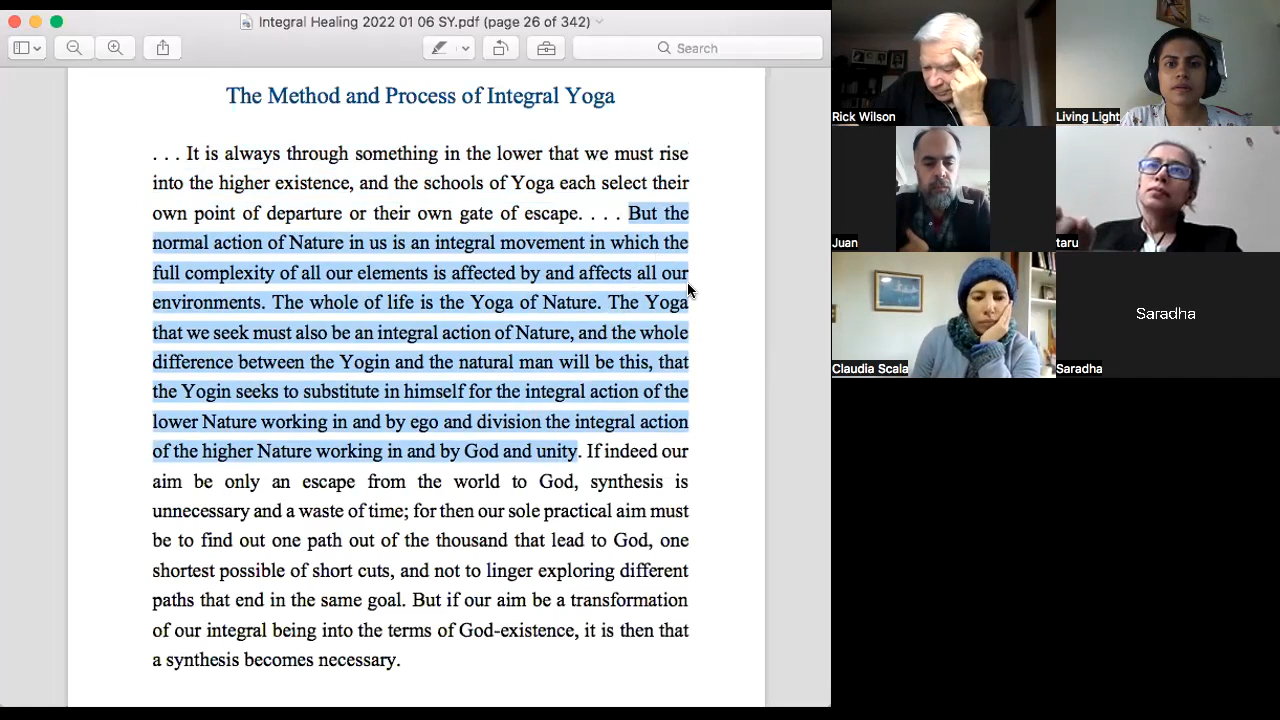 Integral Healing 2022 01 06 SY.pdf (page 26 of 342)
Search
The Method and Process of Integral Yoga
. . . It is always through something in the lower that we must rise
into the higher existence, and the schools of Yoga each select their
own point of departure or their own gate of escape. . . . But the
normal action of Nature in us is an integral movement in which the
full complexity of all our elements is affected by and affects all our
environments. The whole of life is the Yoga of Nature. The Yoga
that we seek must also be an integral action of Nature, and the whole
difference between the Yogin and the natural man will be this, that
the Yogin seeks to substitute in himself for the integral action of the
lower Nature working in and by ego and division the integral action
of the higher Nature working in and by God and unity. If indeed our
aim be only an escape from the world to God, synthesis is
unnecessary and a waste of time; for then our sole practical aim must
be to find out one path out of the thousand that lead to God, one
shortest possible of short cuts, and not to linger exploring different
paths that end in the same goal. But if our aim be a transformation
of our integral being into the terms of God-existence, it is then that
a synthesis becomes necessary.
Rick Wilson
Living Light
Juan
taru
Claudia Scala
Saradha
Saradha